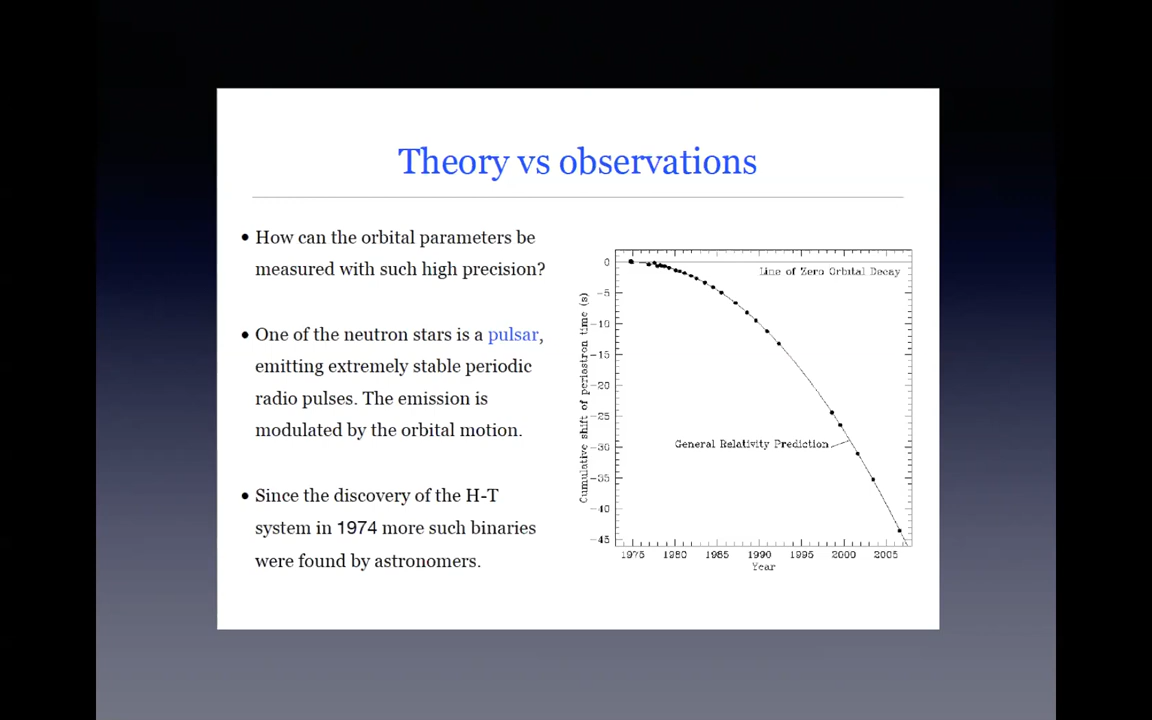 Theory vs observations
• How can the orbital parameters be
measured with such high precision?
• One of the neutron stars is a pulsar,
emitting extremely stable periodic
radio pulses. The emission is
modulated by the orbital motion.
• Since the discovery of the H-T
system in 1974 more such binaries
were found by astronomers.
Line of Zero Orbital Decay
General Relativity Prediction
Cumulative shift of periastron time (s)
0
-5
-10
-15
-20
-25
-30
-35
-40
-45
1975 1980 1985 1990 1995 2000 2005
Year